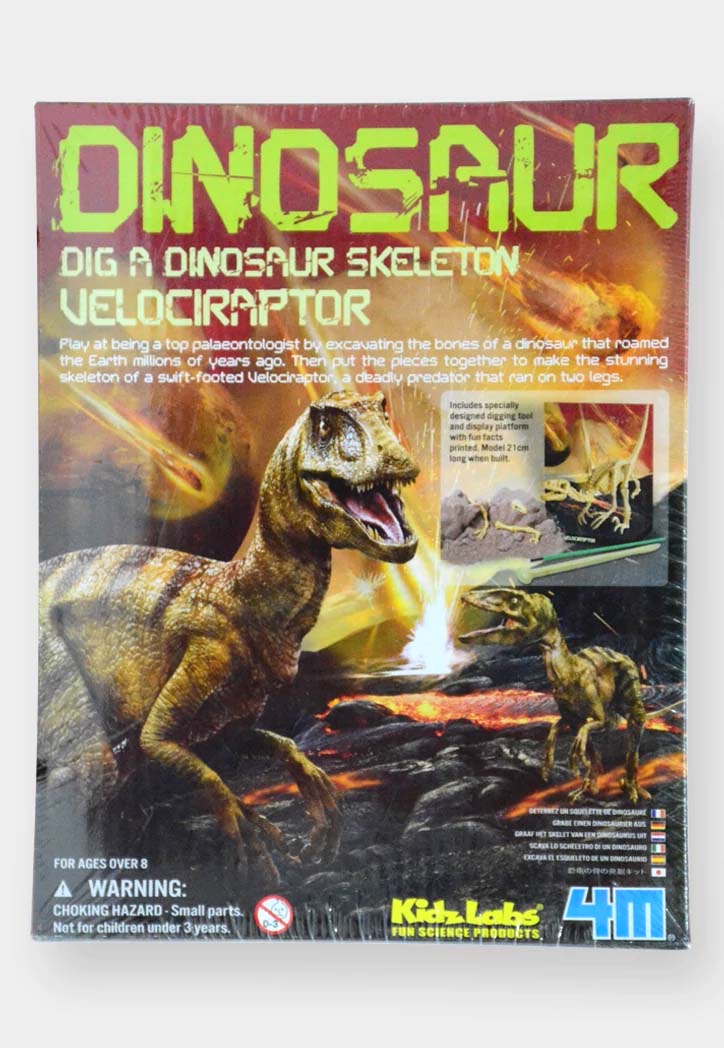 DINOSAUR
DIG A DINOSAUR SKELETON
VELOCIRAPTOR
Play at being a top palaeontologist by excavating the bones of a dinosaur that roamed
the Earth millions of years ago. Then put the pieces together to make the stunning
skeleton of a swift-footed Velociraptor, a deadly predator that ran on two legs.
Includes specially
designed digging tool
and display platform
with fun facts
printed. Model 21cm
long when built.
VELOCIRAPTOR
DETERREZ UN SQUELETTE DE DINOSAURE
GRABE EINEN DINOSAURIER AUS
GRAAF HET SKELET VAN EEN DINOSAURUS UIT
SCAVA LO SCHELETRO DI UN DINOSAURO
EXCAVA EL ESQUELETO DE UN DINOSAURIO
FOR AGES OVER 8
WARNING:
CHOKING HAZARD - Small parts.
Not for children under 3 years.
0-3
Kidz Labs
FUN SCIENCE PRODUCTS
4M